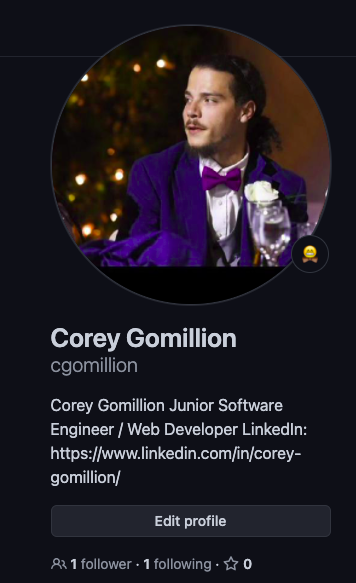 Corey Gomillion
cgomillion
Corey Gomillion Junior Software
Engineer / Web Developer LinkedIn:
https://www.linkedin.com/in/corey-
gomillion/
Edit profile
1 follower · 1 following · 0